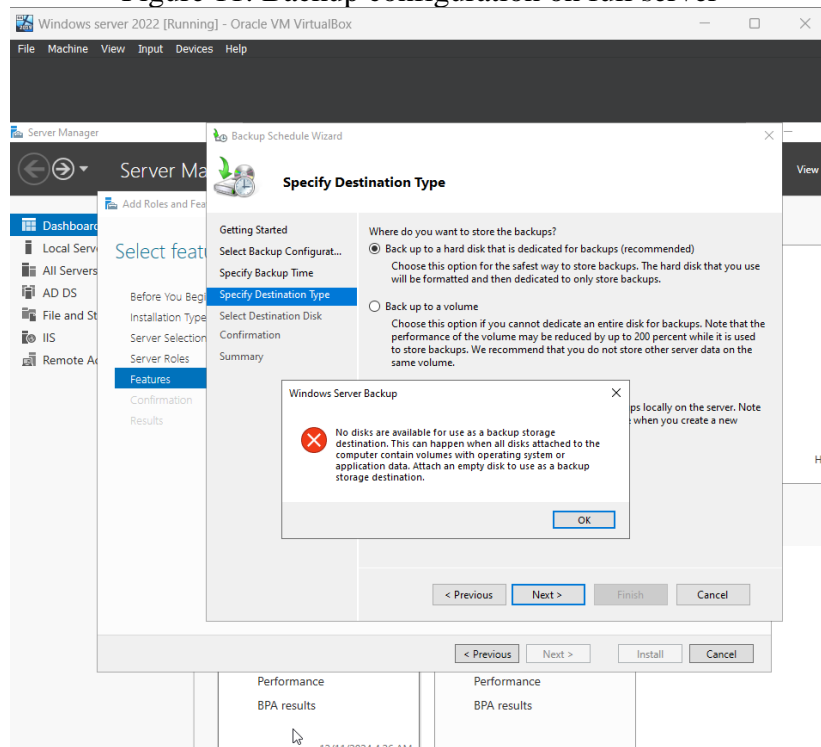 Figure 11: Backup configuration on full server
Windows server 2022 [Running] - Oracle VM VirtualBox
File Machine View Input Devices Help
Server Manager
Server Ma
View
Dashboard
Local Serv
All Servers
AD DS
File and St
IIS
Remote Ac
Add Roles and Fea
Select featu
Before You Begi
Installation Type
Server Selection
Server Roles
Features
Confirmation
Results
Backup Schedule Wizard
Specify Destination Type
Getting Started
Select Backup Configurat...
Specify Backup Time
Specify Destination Type
Select Destination Disk
Confirmation
Summary
Where do you want to store the backups?
Back up to a hard disk that is dedicated for backups (recommended)
Choose this option for the safest way to store backups. The hard disk that you use
will be formatted and then dedicated to only store backups.
Back up to a volume
Choose this option if you cannot dedicate an entire disk for backups. Note that the
performance of the volume may be reduced by up to 200 percent while it is used
to store backups. We recommend that you do not store other server data on the
same volume.
ps locally on the server. Note
when you create a new
Windows Server Backup
No disks are available for use as a backup storage
destination. This can happen when all disks attached to the
computer contain volumes with operating system or
application data. Attach an empty disk to use as a backup
storage destination.
OK
< Previous Next > Finish Cancel
< Previous Next > Install Cancel
H
Performance
BPA results
Performance
BPA results